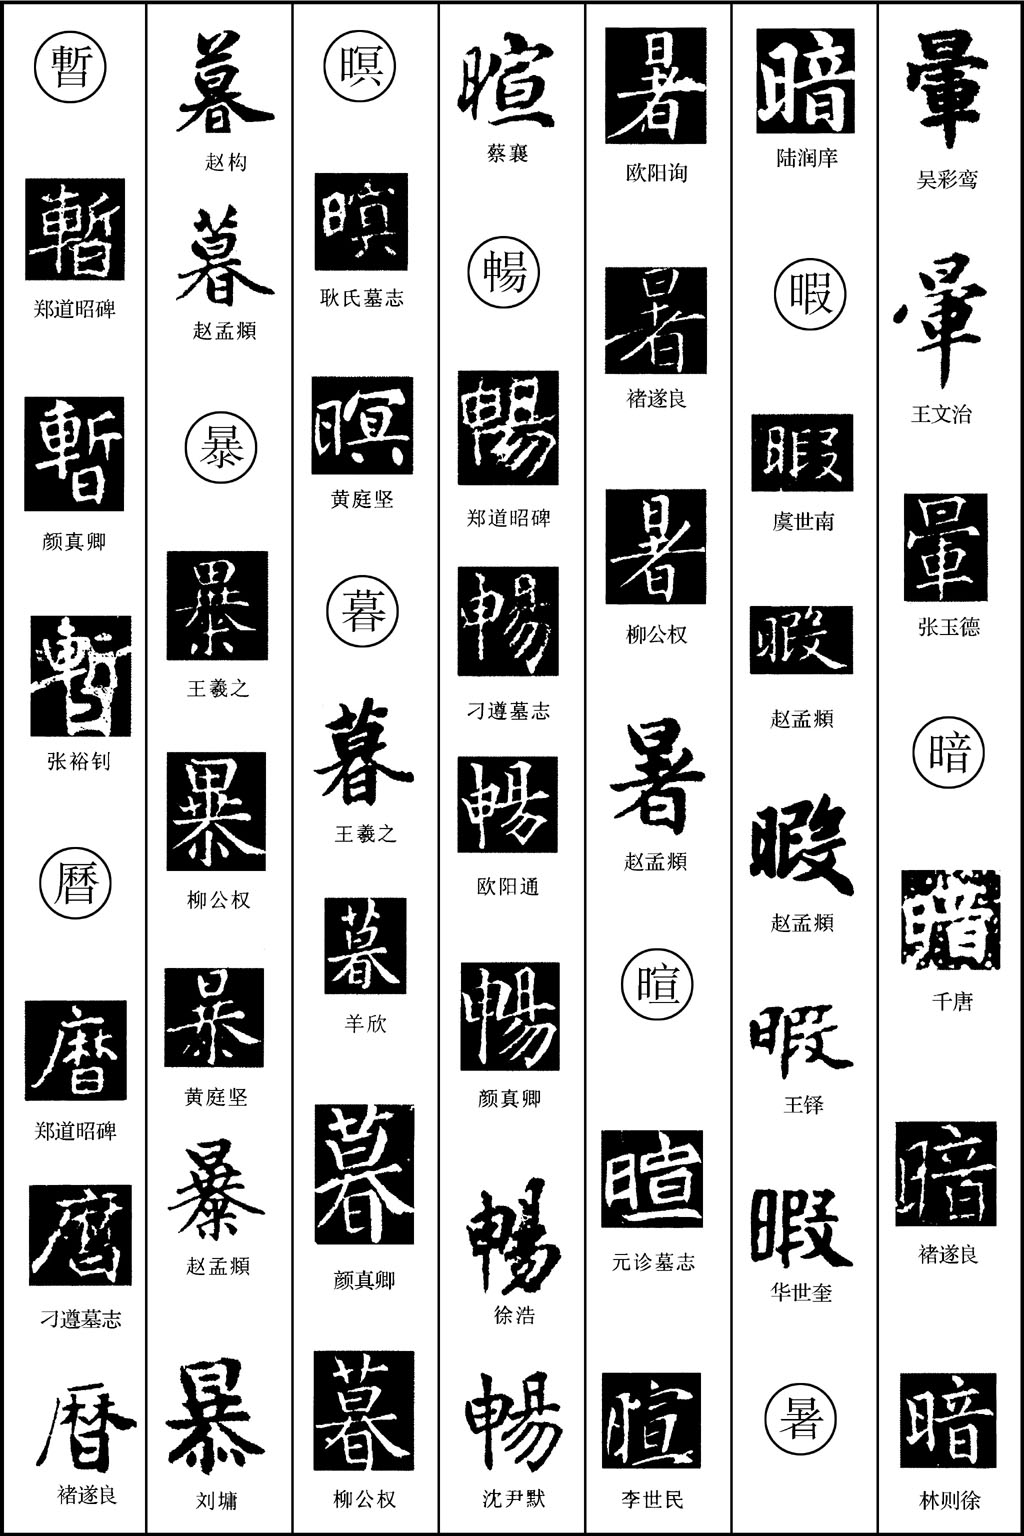 暈
吴彩鸾
暈
王文治
暈
张玉德
暗
暗
千唐
暗
褚遂良
暗
林则徐
暗
陆润庠
暇
暇
虞世南
暇
赵孟頫
暇
赵孟頫
暇
王铎
暇
华世奎
暑
暑
欧阳询
暑
褚遂良
暑
柳公权
暑
赵孟頫
暄
暄
元诊墓志
暄
李世民
暄
蔡襄
暢
暢
郑道昭碑
暢
刁遵墓志
暢
欧阳通
暢
颜真卿
暢
徐浩
暢
沈尹默
暝
暝
耿氏墓志
暝
黄庭坚
暮
暮
王羲之
暮
羊欣
暮
颜真卿
暮
柳公权
暮
赵构
暮
赵孟頫
暴
暴
王羲之
暴
柳公权
暴
黄庭坚
暴
赵孟頫
暴
刘墉
暫
暫
郑道昭碑
暫
颜真卿
暫
张裕钊
曆
曆
郑道昭碑
曆
刁遵墓志
曆
褚遂良